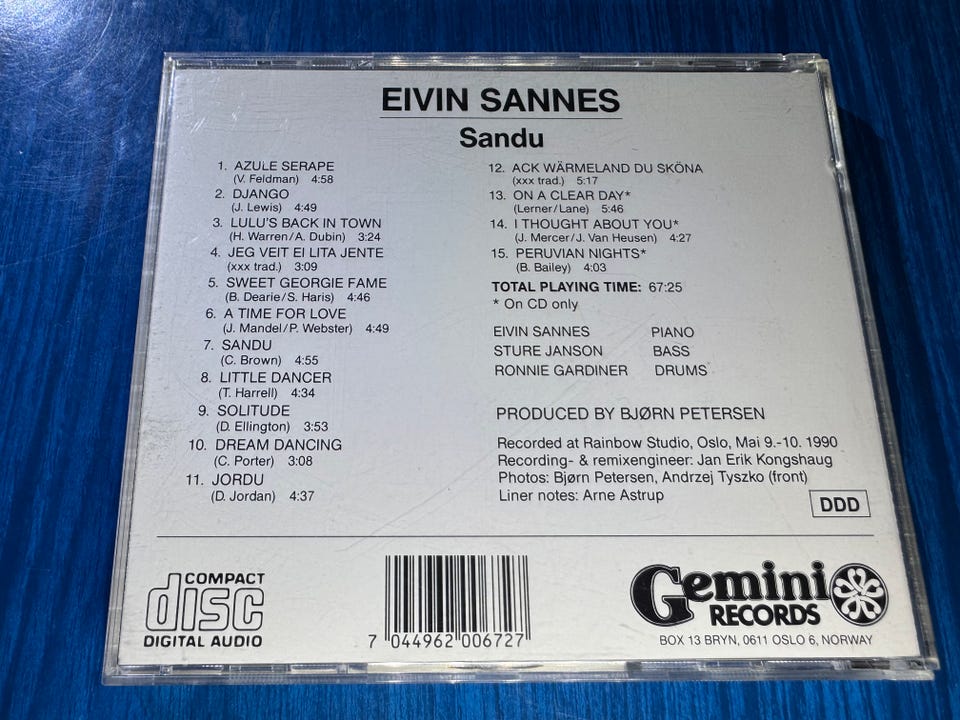 EIVIN SANNES
Sandu
1. AZULE SERAPE
(V. Feldman) 4:58
2. DJANGO
(J. Lewis) 4:49
3. LULU'S BACK IN TOWN
(H. Warren/A. Dubin) 3:24
4. JEG VEIT EI LITA JENTE
(xxx trad.) 3:09
5. SWEET GEORGIE FAME
(B. Dearie/S. Haris) 4:46
6. A TIME FOR LOVE
(J. Mandel/P. Webster) 4:49
7. SANDU
(C. Brown) 4:55
8. LITTLE DANCER
(T. Harrell) 4:34
9. SOLITUDE
(D. Ellington) 3:53
10. DREAM DANCING
(C. Porter) 3:08
11. JORDU
(D. Jordan) 4:37
12. ACK WÄRMELAND DU SKÖNA
(xxx trad.) 5:17
13. ON A CLEAR DAY*
(Lerner/Lane) 5:46
14. I THOUGHT ABOUT YOU*
(J. Mercer/J. Van Heusen) 4:27
15. PERUVIAN NIGHTS*
(B. Bailey) 4:03
TOTAL PLAYING TIME: 67:25
* On CD only
EIVIN SANNES PIANO
STURE JANSON BASS
RONNIE GARDINER DRUMS
PRODUCED BY BJØRN PETERSEN
Recorded at Rainbow Studio, Oslo, Mai 9.-10. 1990
Recording- & remixengineer: Jan Erik Kongshaug
Photos: Bjørn Petersen, Andrzej Tyszko (front)
Liner notes: Arne Astrup
DDD
COMPACT
disc
DIGITAL AUDIO
7 044962 006727
Gemini
RECORDS
BOX 13 BRYN, 0611 OSLO 6, NORWAY